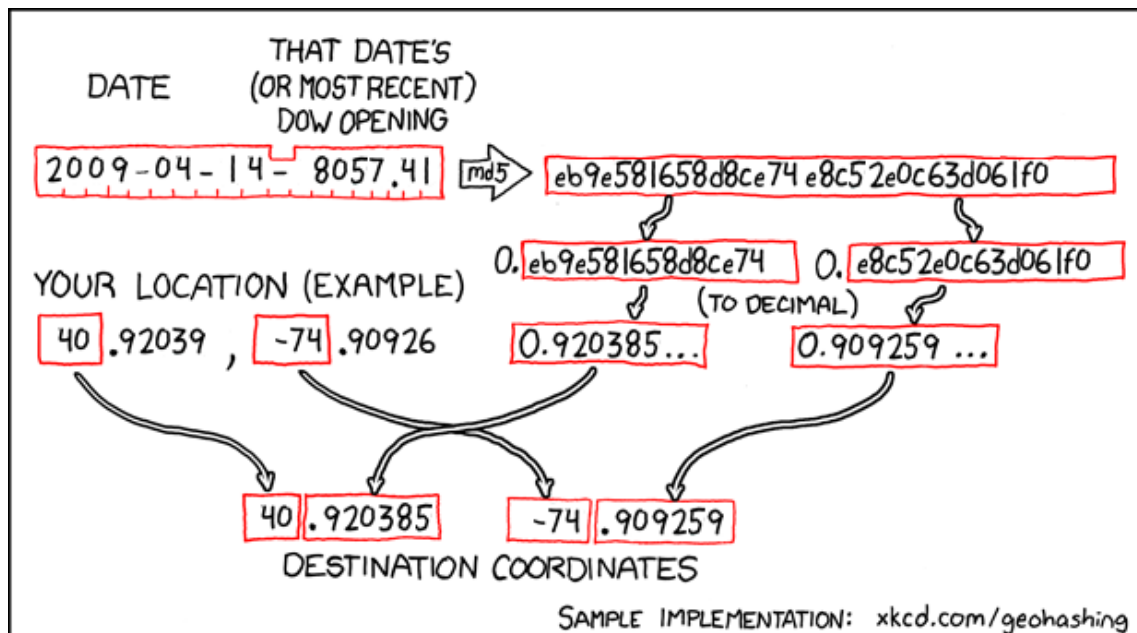 DATE
THAT DATE'S
(OR MOST RECENT)
DOW OPENING
2009-04-14- 8057.41
md5
eb9e581658d8ce74e8c52e0c63d061f0
0. eb9e581658d8ce74
0. e8c52e0c63d061f0
YOUR LOCATION (EXAMPLE)
(TO DECIMAL)
40 .92039 , -74 .90926
0.920385...
0.909259 ...
40 .920385
-74 .909259
DESTINATION COORDINATES
SAMPLE IMPLEMENTATION: xkcd.com/geohashing